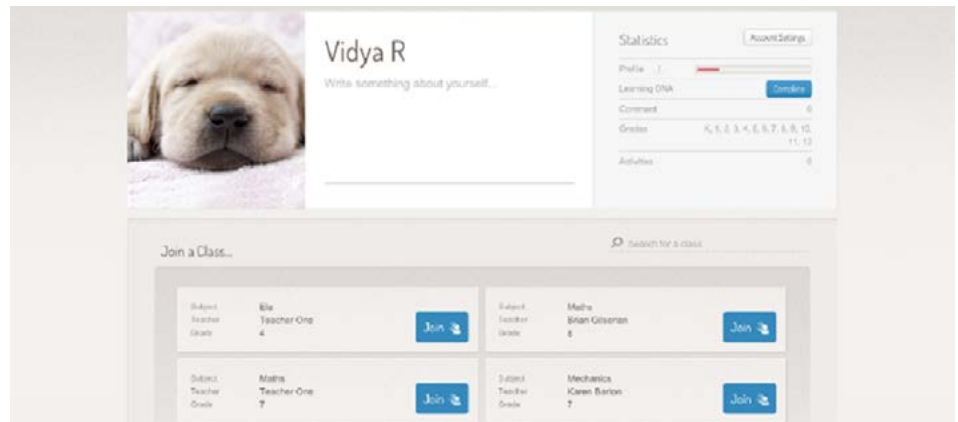 Vidya R
Write something about yourself...
Statistics
Account Settings
Profile
Learning DNA
Complete
Comment 0
Grades K, 1, 2, 3, 4, 5, 6, 7, 8, 9, 10,
11, 12
Activities 0
Join a Class...
Search for a class
Subject
Teacher Teacher One
Grade 4
Join
Subject Maths
Teacher Brian
Grade
Join
Subject Maths
Teacher Teacher One
Grade 7
Join
Subject Mechanics
Teacher Karen Barton
Grade 7
Join